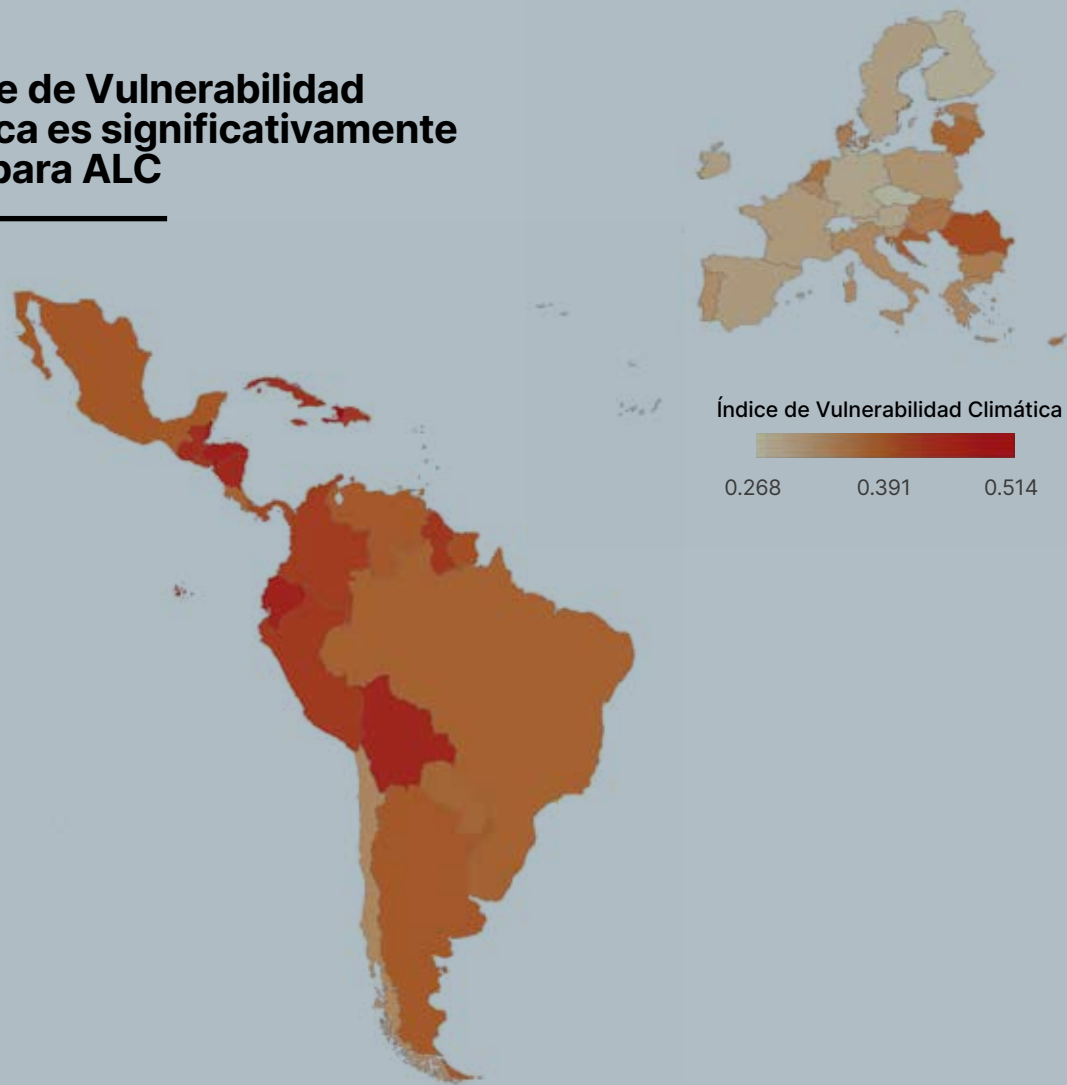 e de Vulnerabilidad
ca es significativamente
para ALC
Índice de Vulnerabilidad Climática
0.268 0.391 0.514